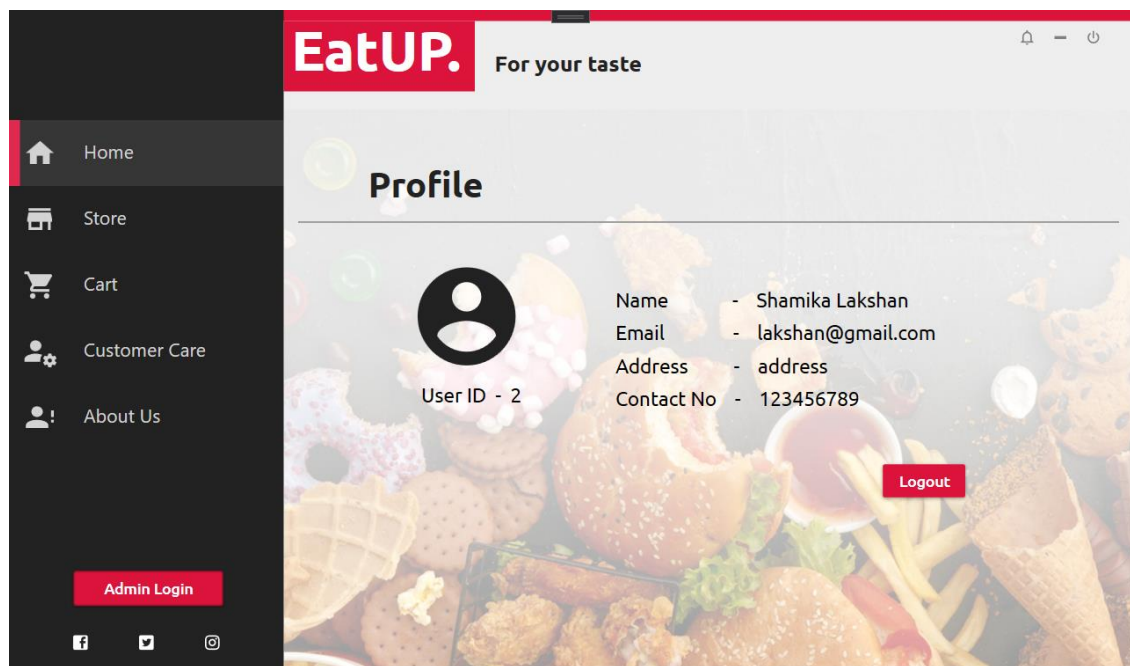 EatUP.
For your taste
Home
Store
Cart
Customer Care
About Us
Admin Login
Profile
User ID - 2
Name - Shamika Lakshan
Email - lakshan@gmail.com
Address - address
Contact No - 123456789
Logout